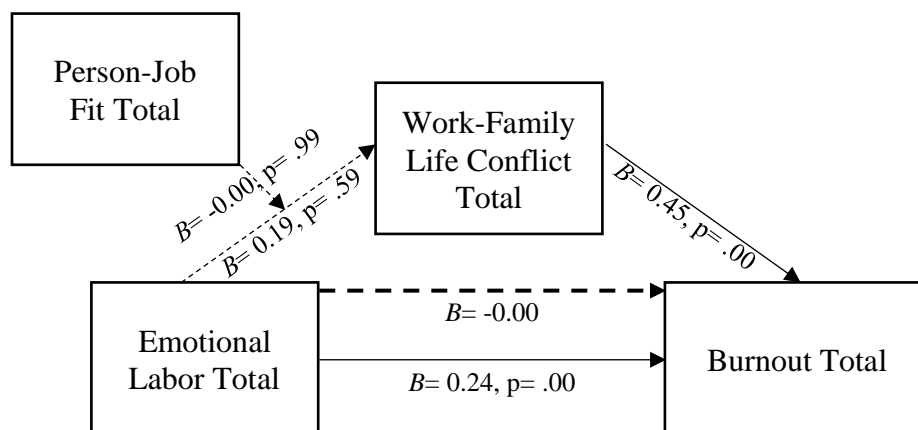 Person-Job
Fit Total
Work-Family
Life Conflict
Total
B= -0.00, p= .99
B= 0.19, p= .59
B= 0.45, p= .00
B= -0.00
Emotional
Labor Total
Burnout Total
B= 0.24, p= .00